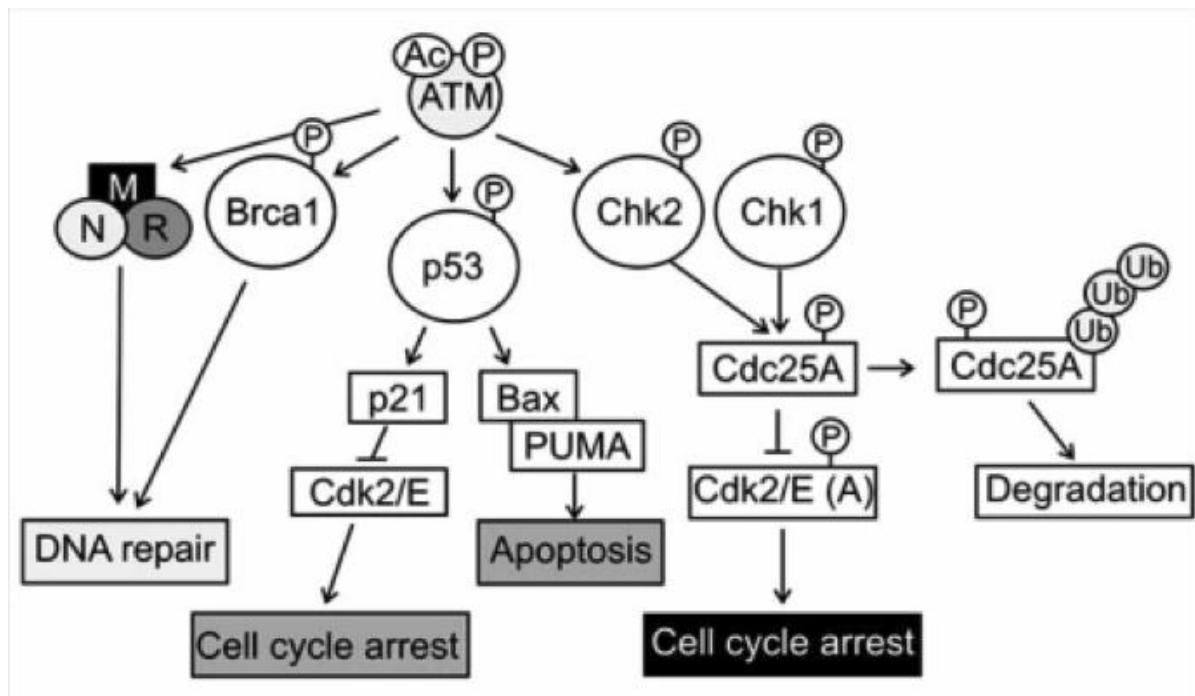 Ac P
ATM
P
M
N R
Brca1
P
p53
P
Chk2
P
Chk1
p21
Bax
PUMA
P
Cdc25A
P
Cdc25A
Ub
Ub
Ub
Cdk2/E
P
Cdk2/E (A)
Degradation
DNA repair
Apoptosis
Cell cycle arrest
Cell cycle arrest